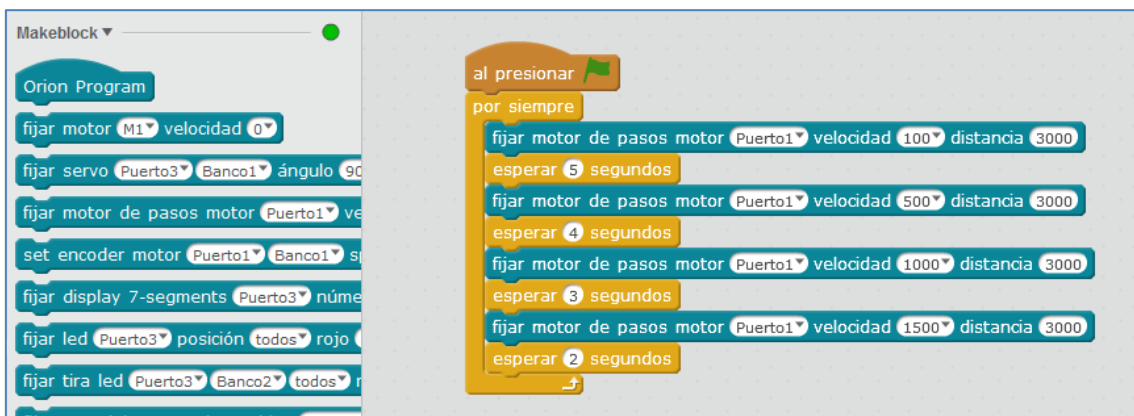 Makeblock
Orion Program
fijar motor M1 velocidad 0
fijar servo Puerto3 Banco1 ángulo 90
fijar motor de pasos motor Puerto1 ve
set encoder motor Puerto1 Banco1 s
fijar display 7-segments Puerto3 núme
fijar led Puerto3 posición todos rojo
fijar tira led Puerto3 Banco2 todos
al presionar
por siempre
fijar motor de pasos motor Puerto1 velocidad 100 distancia 3000
esperar 5 segundos
fijar motor de pasos motor Puerto1 velocidad 500 distancia 3000
esperar 4 segundos
fijar motor de pasos motor Puerto1 velocidad 1000 distancia 3000
esperar 3 segundos
fijar motor de pasos motor Puerto1 velocidad 1500 distancia 3000
esperar 2 segundos